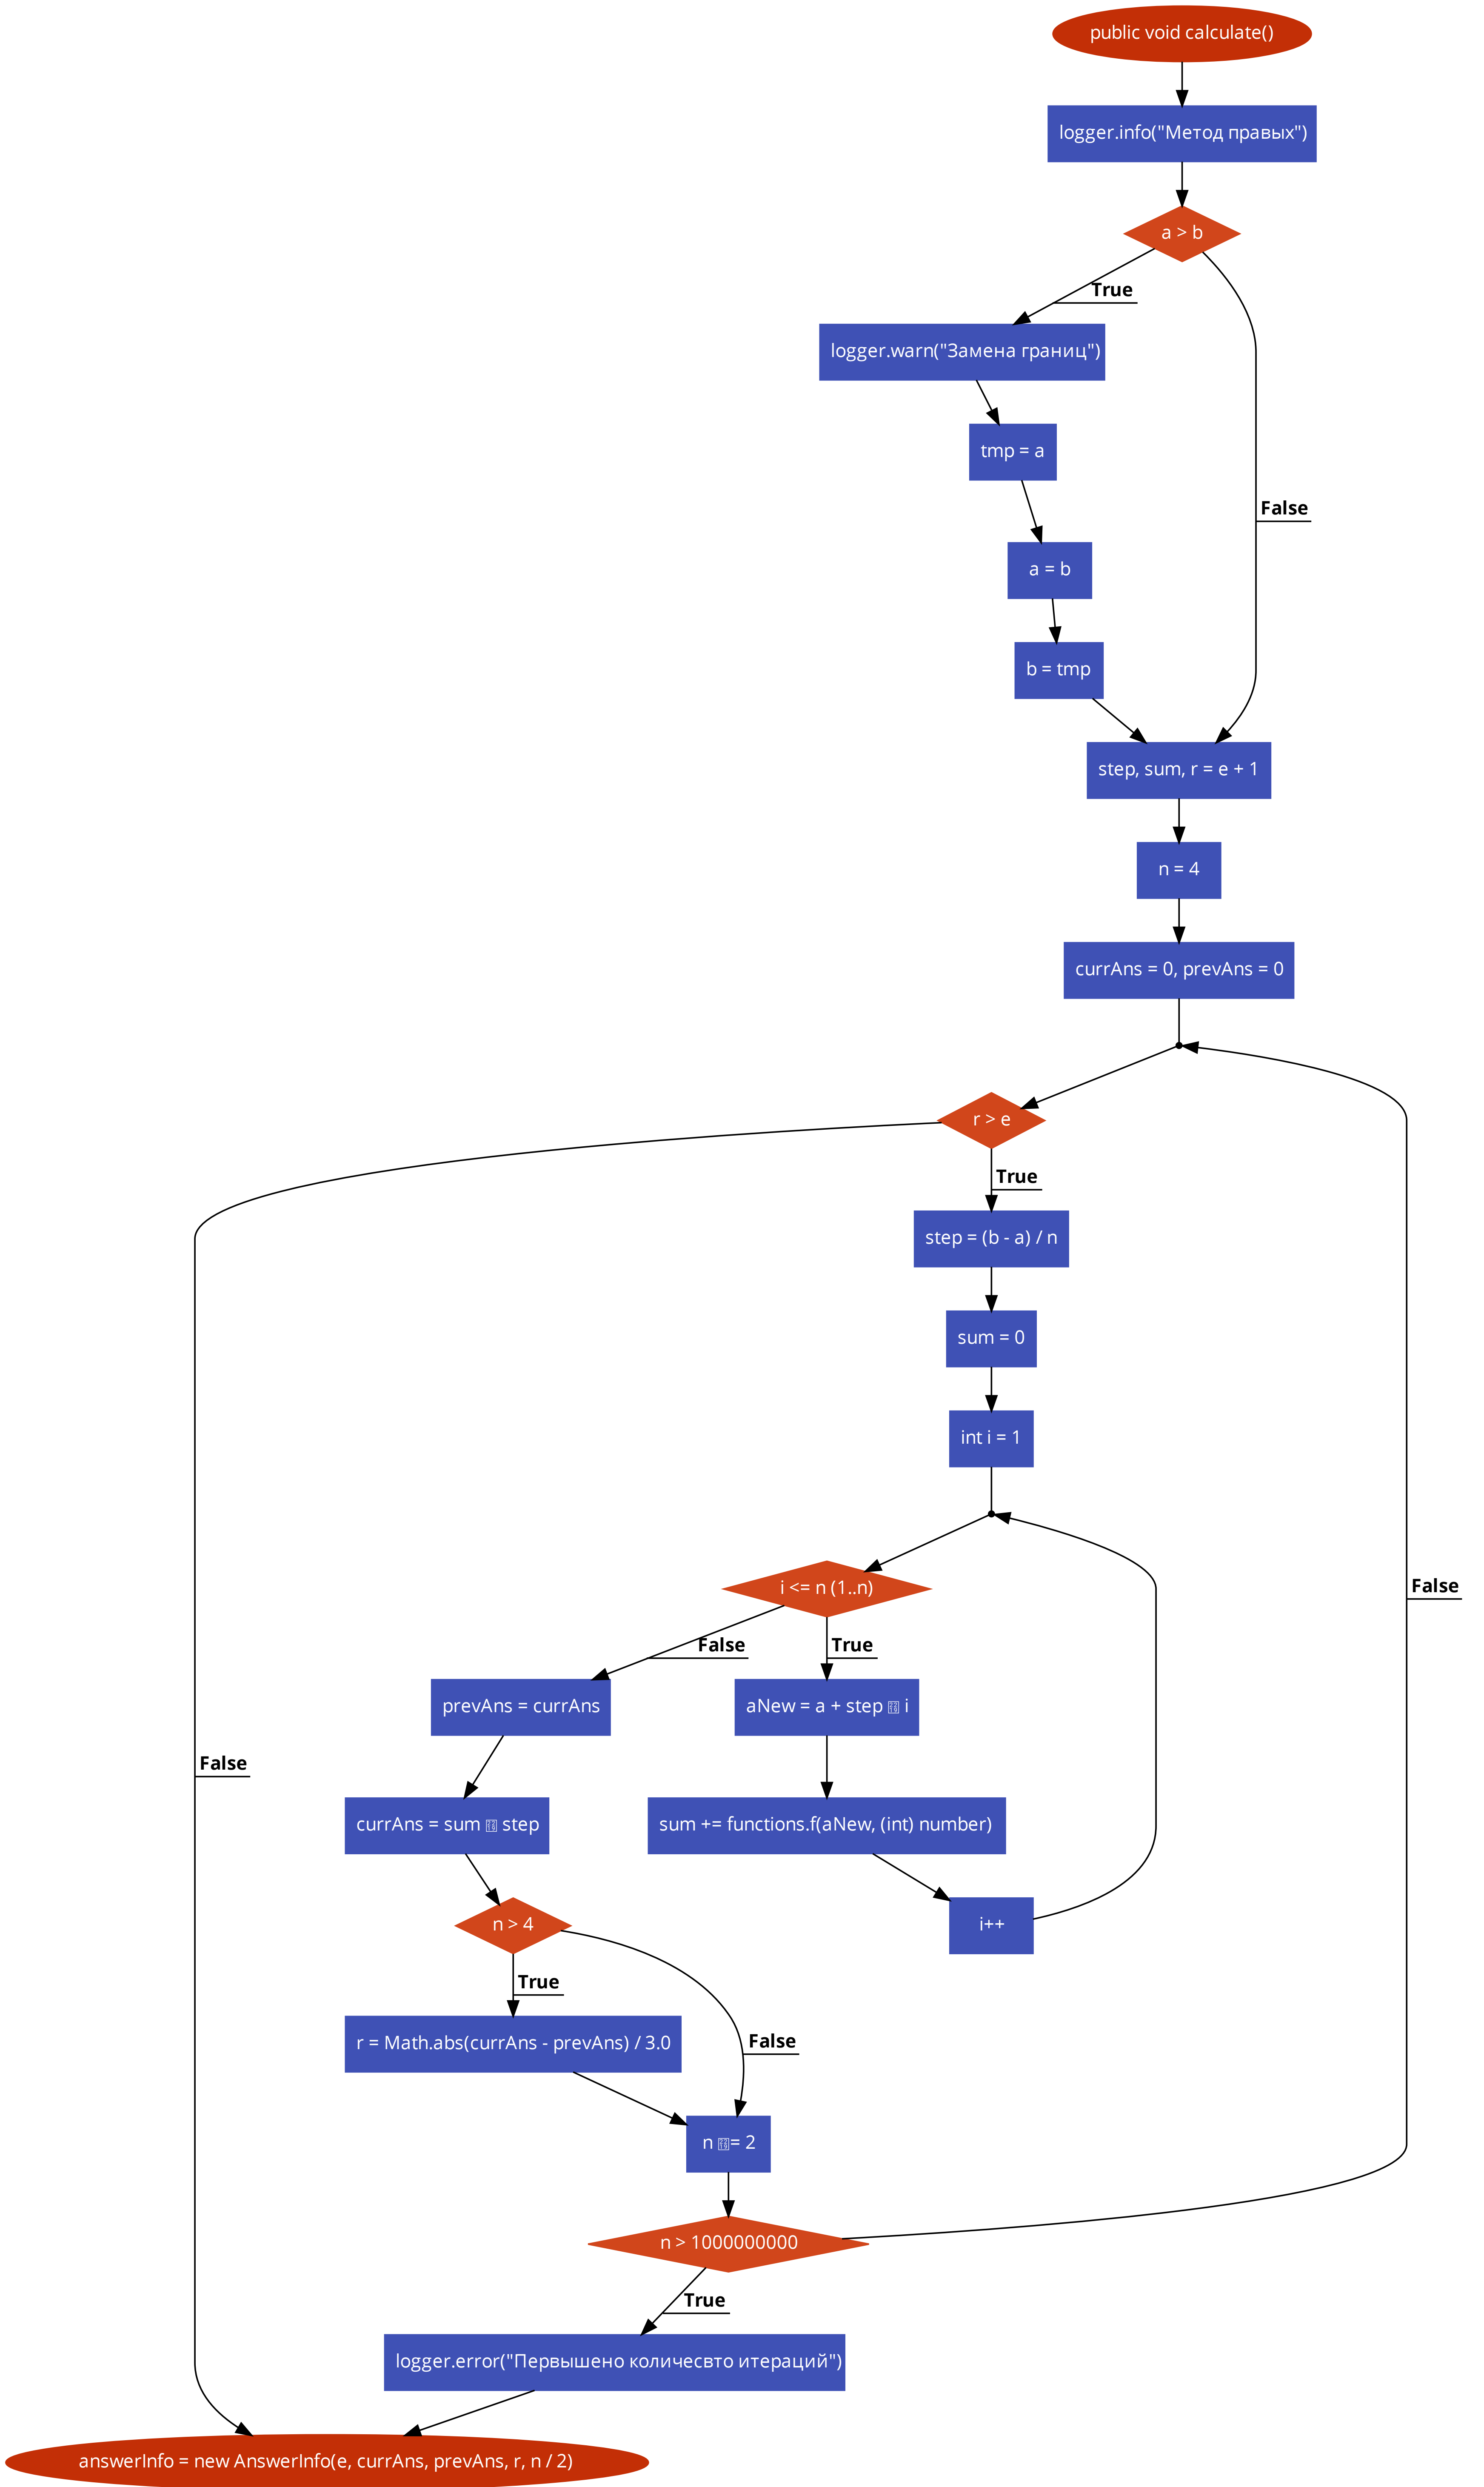 public void calculate()
logger.info("Метод правых")
a > b
True
logger.warn("Замена границ")
tmp = a
False
a = b
b = tmp
step, sum, r = e + 1
n = 4
currAns = 0, prevAns = 0
r > e
True
step = (b - a) / n
sum = 0
int i = 1
i <= n (1..n)
False
False
True
prevAns = currAns
aNew = a + step i
False
currAns = sum step
sum += functions.f(aNew, (int) number)
n > 4
i++
True
r = Math.abs(currAns - prevAns) / 3.0
False
n = 2
n > 1000000000
True
logger.error("Первышено количесвто итераций")
answerInfo = new AnswerInfo(e, currAns, prevAns, r, n / 2)